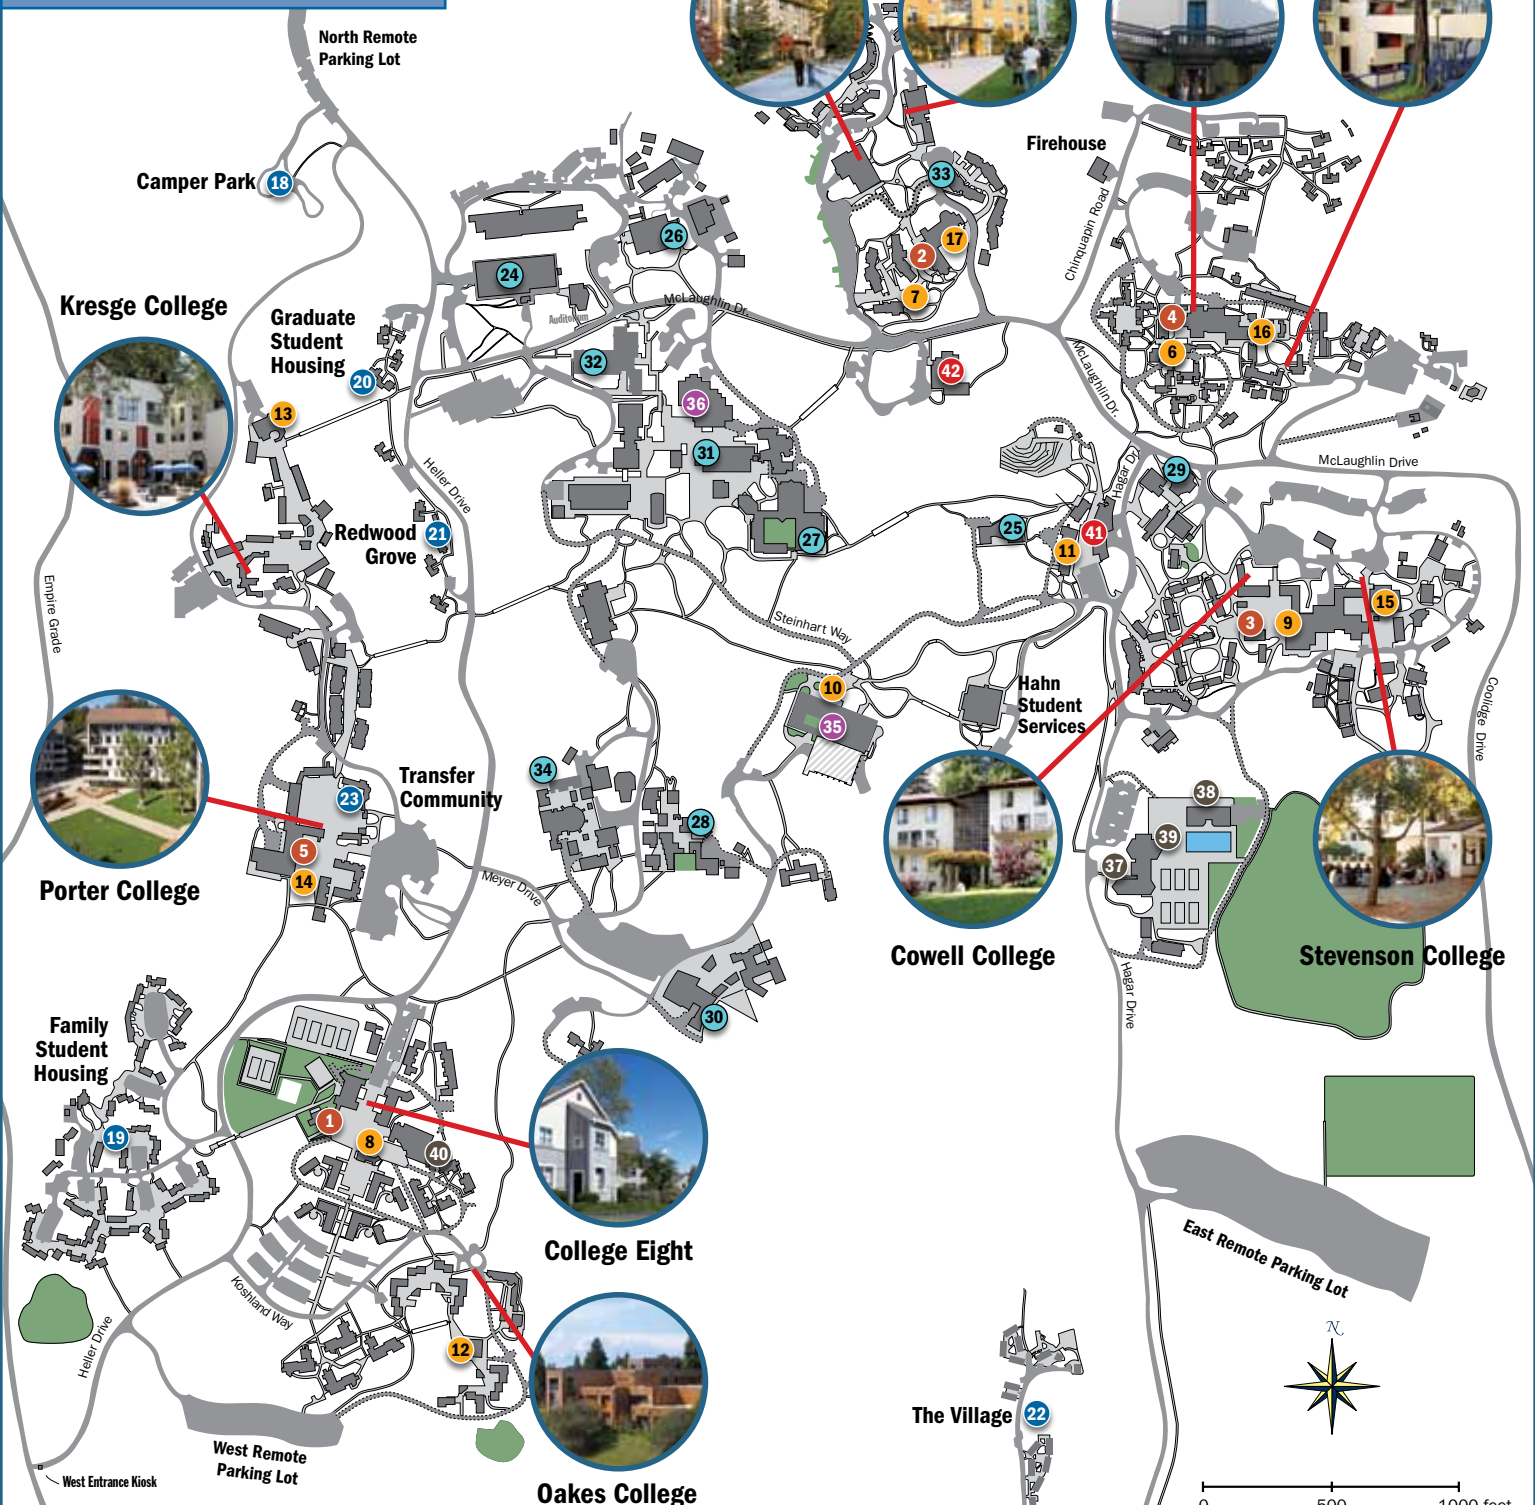 North Remote
Parking Lot
Camper Park
18
Firehouse
33
Chinquapin Road
26
17
2
24
7
Kresge College
McLaughlin Dr.
Auditorium
Graduate
Student
Housing
20
4
16
6
32
42
McLaughlin Dr.
13
36
31
McLaughlin Drive
Heller Drive
Hagar Dr.
29
Redwood
Grove
21
27
25
41
11
Empire Grade
Steinhart Way
3
9
15
10
35
Hahn
Student
Services
Coolidge Drive
34
Transfer
Community
23
38
28
39
5
37
14
Porter College
Meyer Drive
Cowell College
Stevenson College
Hagar Drive
30
Family
Student
Housing
19
1
8
40
College Eight
East Remote Parking Lot
Koshland Way
Heller Drive
12
N
The Village
22
West Remote
Parking Lot
West Entrance Kiosk
Oakes College
0 500 1000 feet